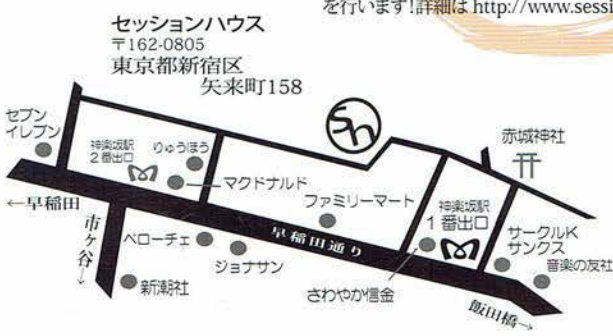 を行います!詳細は http://www.sessi
セッションハウス
〒162-0805
東京都新宿区
矢来町158
sh
セブン
イレブン
神楽坂駅
2番出口
りゅうほう
マクドナルド
赤城神社
ファミリーマート
神楽坂駅
1番出口
←早稲田
市ヶ谷→
ベローチェ
ジョナサン
早稲田通り
サークルK
サンクス
音楽の友社
新潮社
さわやか信金
飯田橋→